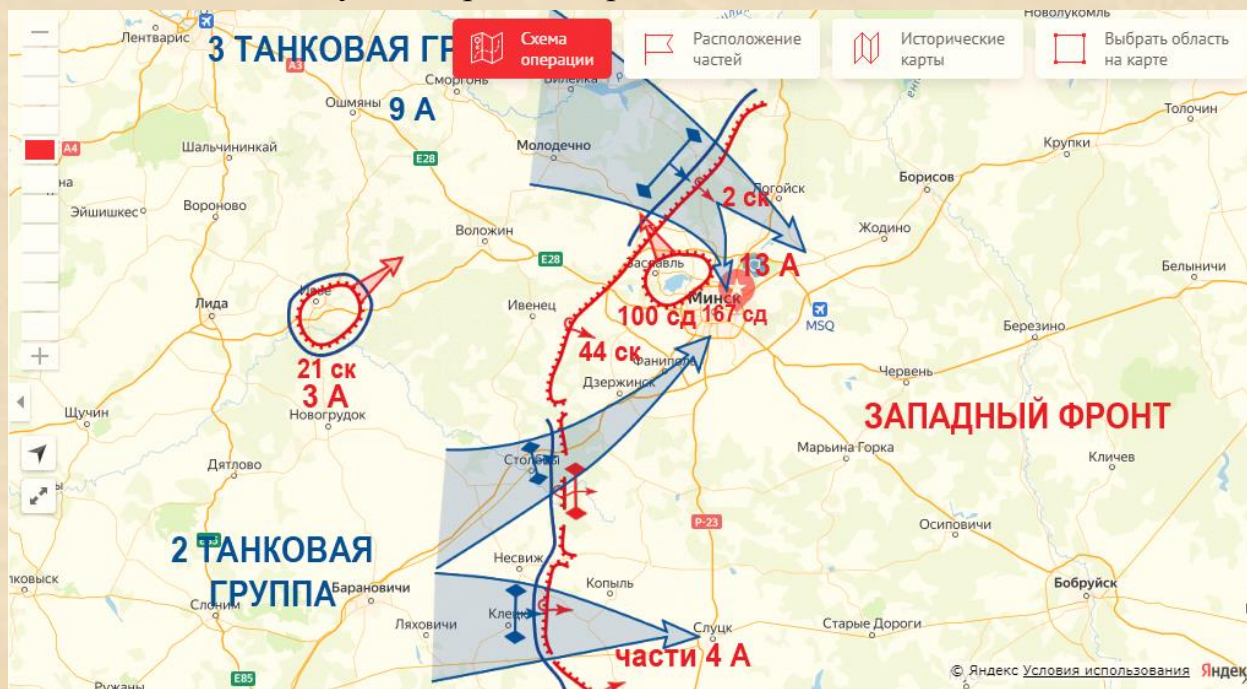 Новолукомль
Лентварис
3 ТАНКОВАЯ ГР
Схема
операции
Расположение
частей
Исторические
карты
Выбрать область
на карте
A3
Сморгонь
Вилейка
Ошмяны
9 А
Толочин
A4
Шальчининкай
E28
Молодечно
Крупки
Борисов
Логойск
2 ск
Эйшишкес
Вороново
Воложин
Жодино
E28
Заславль
13 А
Белыничи
Лида
Ивенец
Минск
100 сд
167 сд
MSQ
Березино
21 ск
44 ск
Фаниполь
3 А
Дзержинск
Червень
Щучин
Новогрудок
ЗАПАДНЫЙ ФРОНТ
Марьина Горка
Кличев
Дятлово
Столбцы
P-23
Осиповичи
2 ТАНКОВАЯ
ГРУППА
Несвиж
Барановичи
Копыль
Бобруйск
Слоним
Клецк
Ляховичи
Слуцк
Старые Дороги
части 4 А
E85
Ружаны
© Яндекс Условия использования Яндек